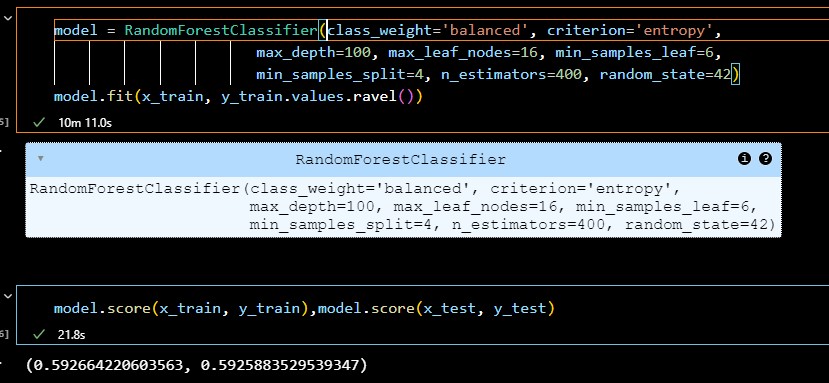 model = RandomForestClassifier(class_weight='balanced', criterion='entropy',
max_depth=100, max_leaf_nodes=16, min_samples_leaf=6,
min_samples_split=4, n_estimators=400, random_state=42)
model.fit(x_train, y_train.values.ravel())
5] ✓ 10m 11.0s
▼ RandomForestClassifier i ?
RandomForestClassifier(class_weight='balanced', criterion='entropy',
max_depth=100, max_leaf_nodes=16, min_samples_leaf=6,
min_samples_split=4, n_estimators=400, random_state=42)
model.score(x_train, y_train),model.score(x_test, y_test)
✓ 21.8s
(0.592664220603563, 0.5925883529539347)